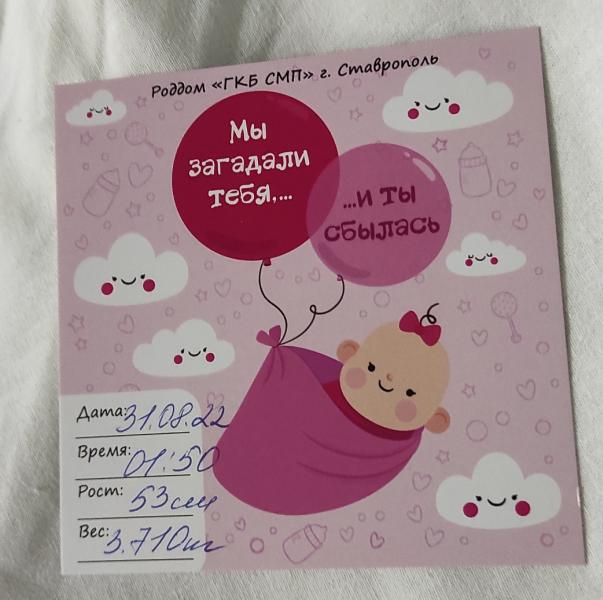 Роддом «ГКБ СМП» г. Ставрополь
Мы
загадали
тебя,...
...и ты
сбылась
Дата: 31.08.22
Время: 01:50
Рост: 53см
Вес: 3.710кг